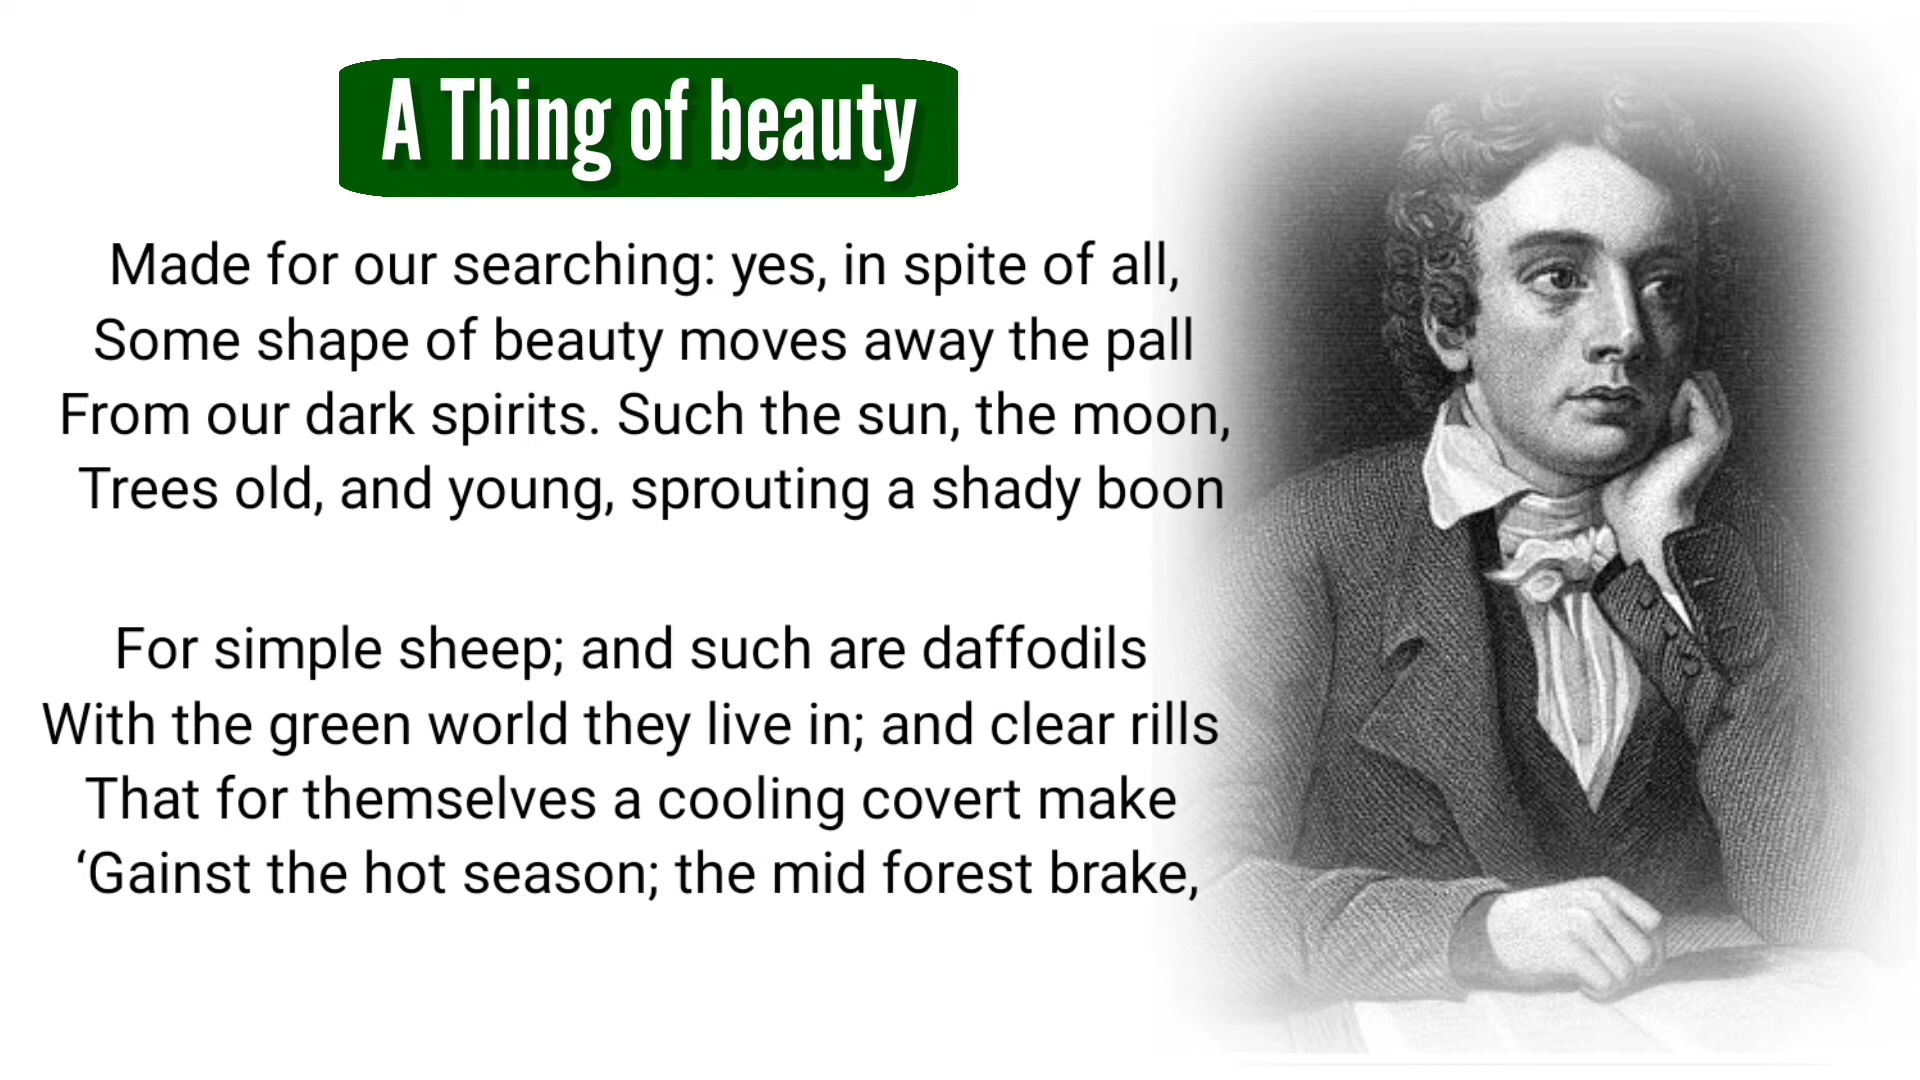 A Thing of beauty
Made for our searching: yes, in spite of all,
Some shape of beauty moves away the pall
From our dark spirits. Such the sun, the moon,
Trees old, and young, sprouting a shady boon
For simple sheep; and such are daffodils
With the green world they live in; and clear rills
That for themselves a cooling covert make
‘Gainst the hot season; the mid forest brake,